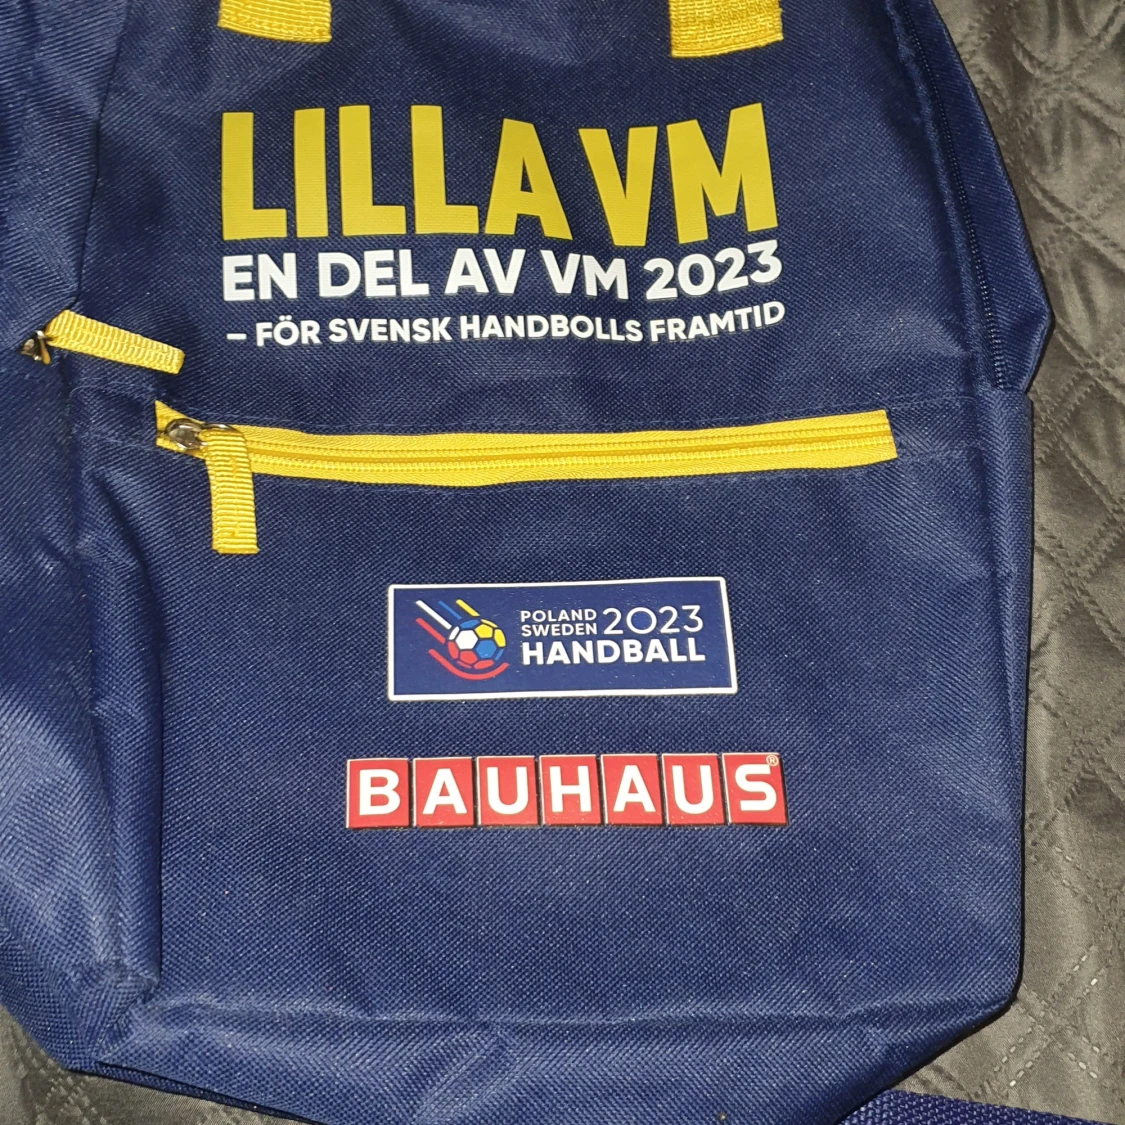 LILLA VM
EN DEL AV VM 2023
– FÖR SVENSK HANDBOLLS FRAMTID
POLAND
SWEDEN 2023
HANDBALL
BAUHAUS®